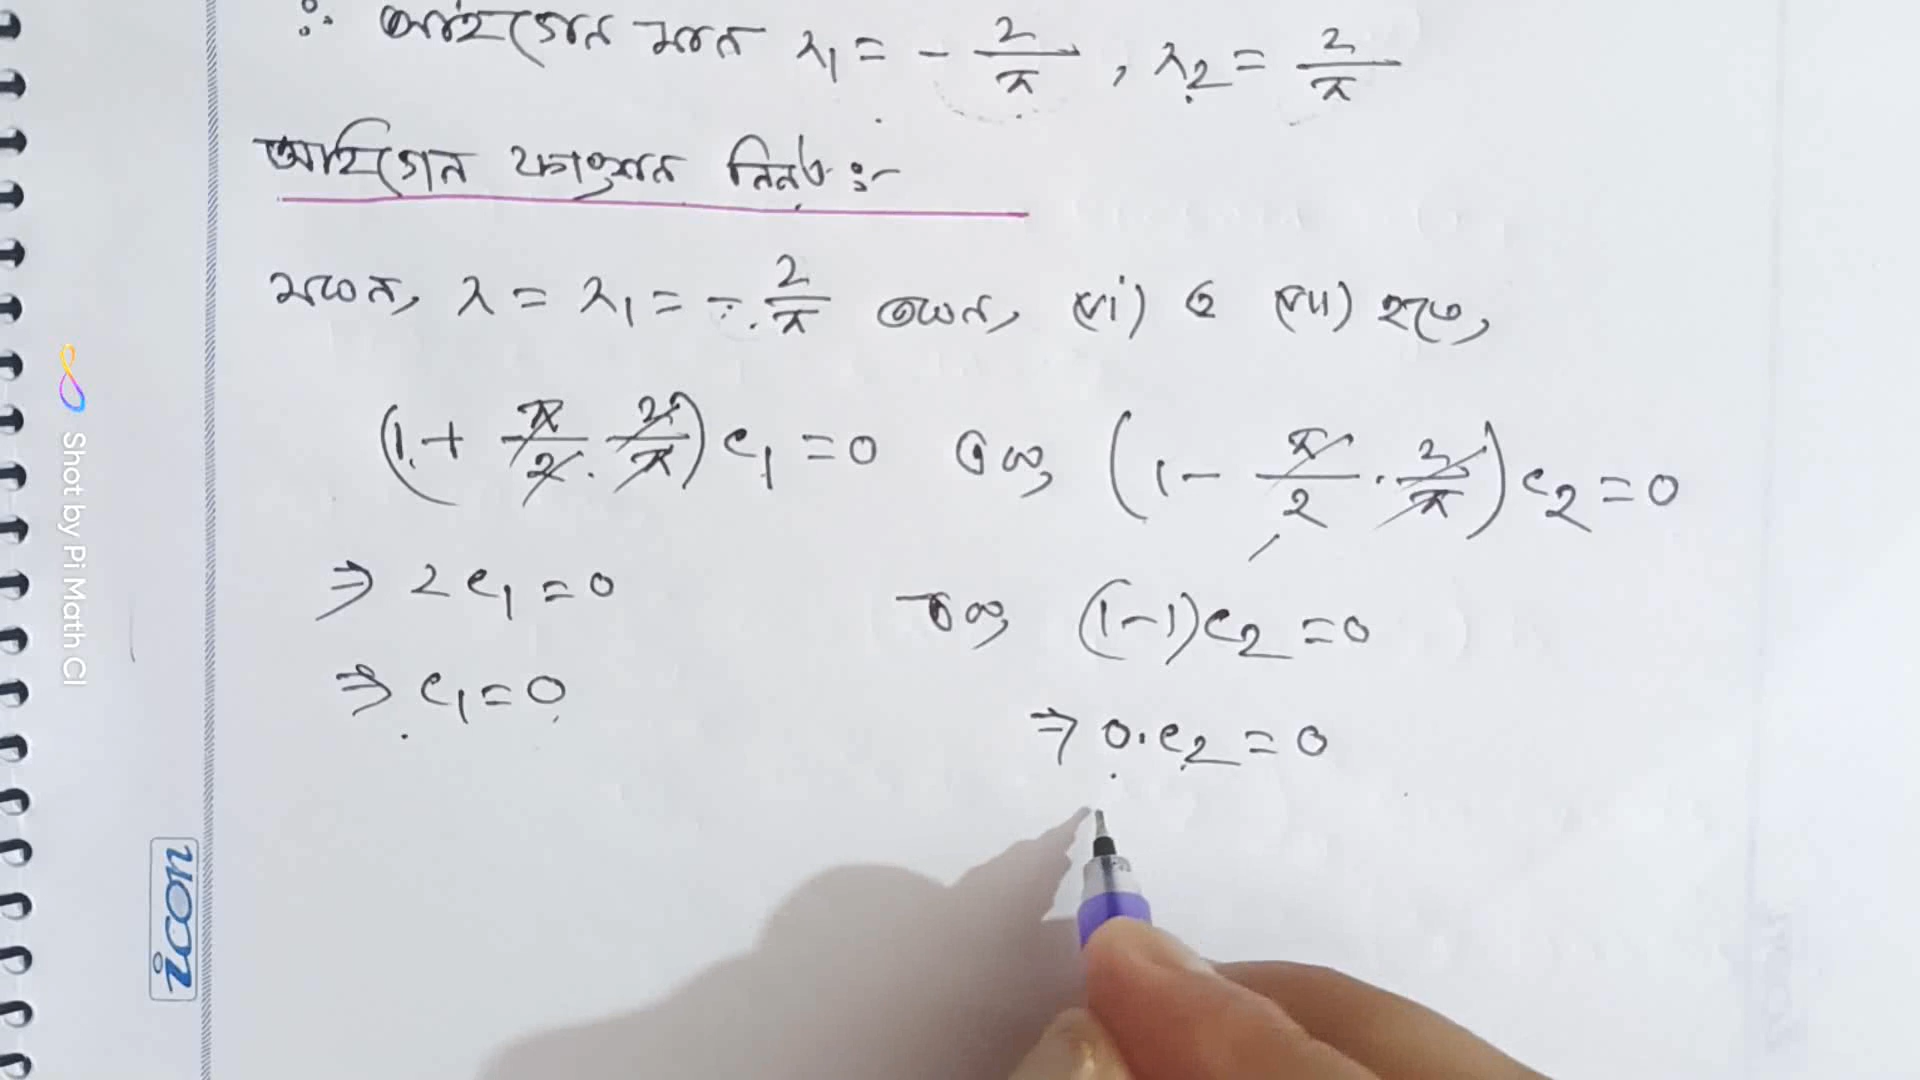 ∴ আইগেন মান λ₁ = - 2/π , λ₂ = 2/π
আইগেন ফাংশন নির্ণয় :-
যখন, λ = λ₁ = - 2/π তখন, (vi) ও (vii) হতে,
(1 + π/2 · 2/π) c₁ = 0 এবং (1 - π/2 · 2/π) c₂ = 0
⇒ 2c₁ = 0 এবং (1-1)c₂ = 0
⇒ c₁ = 0 ⇒ 0·c₂ = 0
Shot by Pi Math Cl
icon